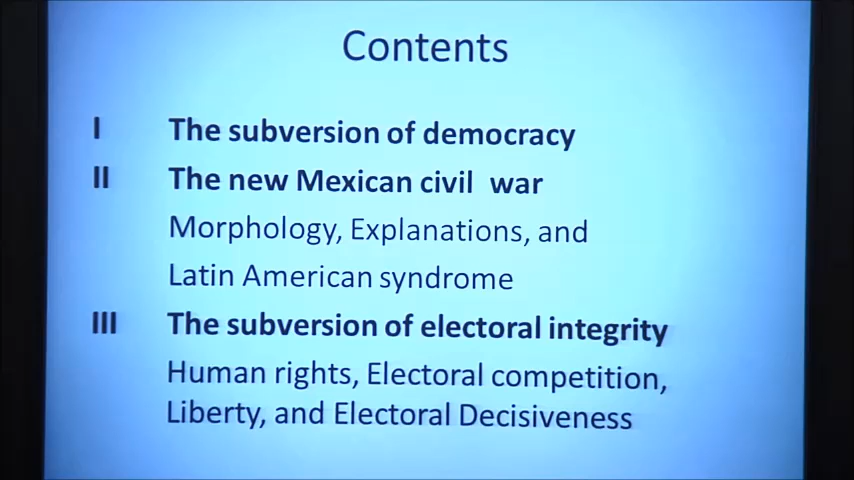 Contents
I The subversion of democracy
II The new Mexican civil war
Morphology, Explanations, and
Latin American syndrome
III The subversion of electoral integrity
Human rights, Electoral competition,
Liberty, and Electoral Decisiveness